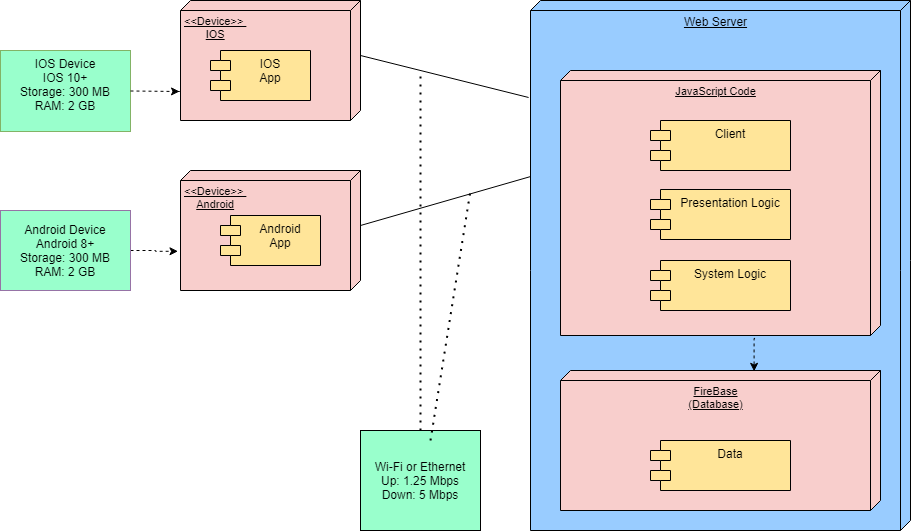 IOS Device
IOS 10+
Storage: 300 MB
RAM: 2 GB
<<Device>>
IOS
IOS
App
Android Device
Android 8+
Storage: 300 MB
RAM: 2 GB
<<Device>>
Android
Android
App
Wi-Fi or Ethernet
Up: 1.25 Mbps
Down: 5 Mbps
Web Server
JavaScript Code
Client
Presentation Logic
System Logic
FireBase
(Database)
Data